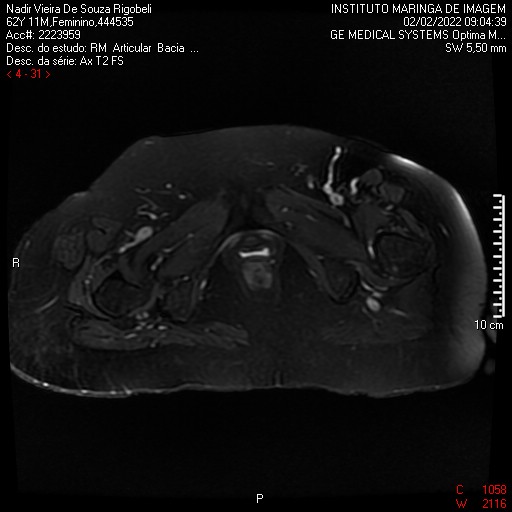 Nadir Vieira De Souza Rigobeli
62Y 11M,Feminino,444535
Acc#: 2223959
Desc. do estudo: RM Articular Bacia ...
Desc. da série: Ax T2 FS
< 4 - 31 >
INSTITUTO MARINGA DE IMAGEM
02/02/2022 09:04:39
GE MEDICAL SYSTEMS Optima M...
SW 5,50 mm
R
10 cm
P
C 1058
W 2116